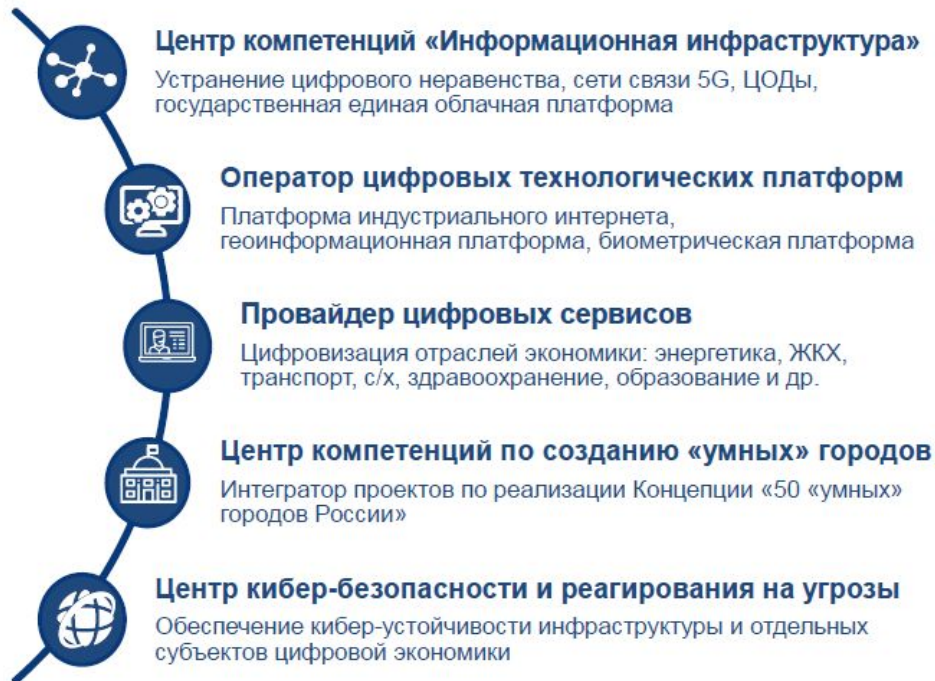 Центр компетенций «Информационная инфраструктура»
Устранение цифрового неравенства, сети связи 5G, ЦОДы,
государственная единая облачная платформа
Оператор цифровых технологических платформ
Платформа индустриального интернета,
геоинформационная платформа, биометрическая платформа
Провайдер цифровых сервисов
Цифровизация отраслей экономики: энергетика, ЖКХ,
транспорт, с/х, здравоохранение, образование и др.
Центр компетенций по созданию «умных» городов
Интегратор проектов по реализации Концепции «50 «умных»
городов России»
Центр кибер-безопасности и реагирования на угрозы
Обеспечение кибер-устойчивости инфраструктуры и отдельных
субъектов цифровой экономики